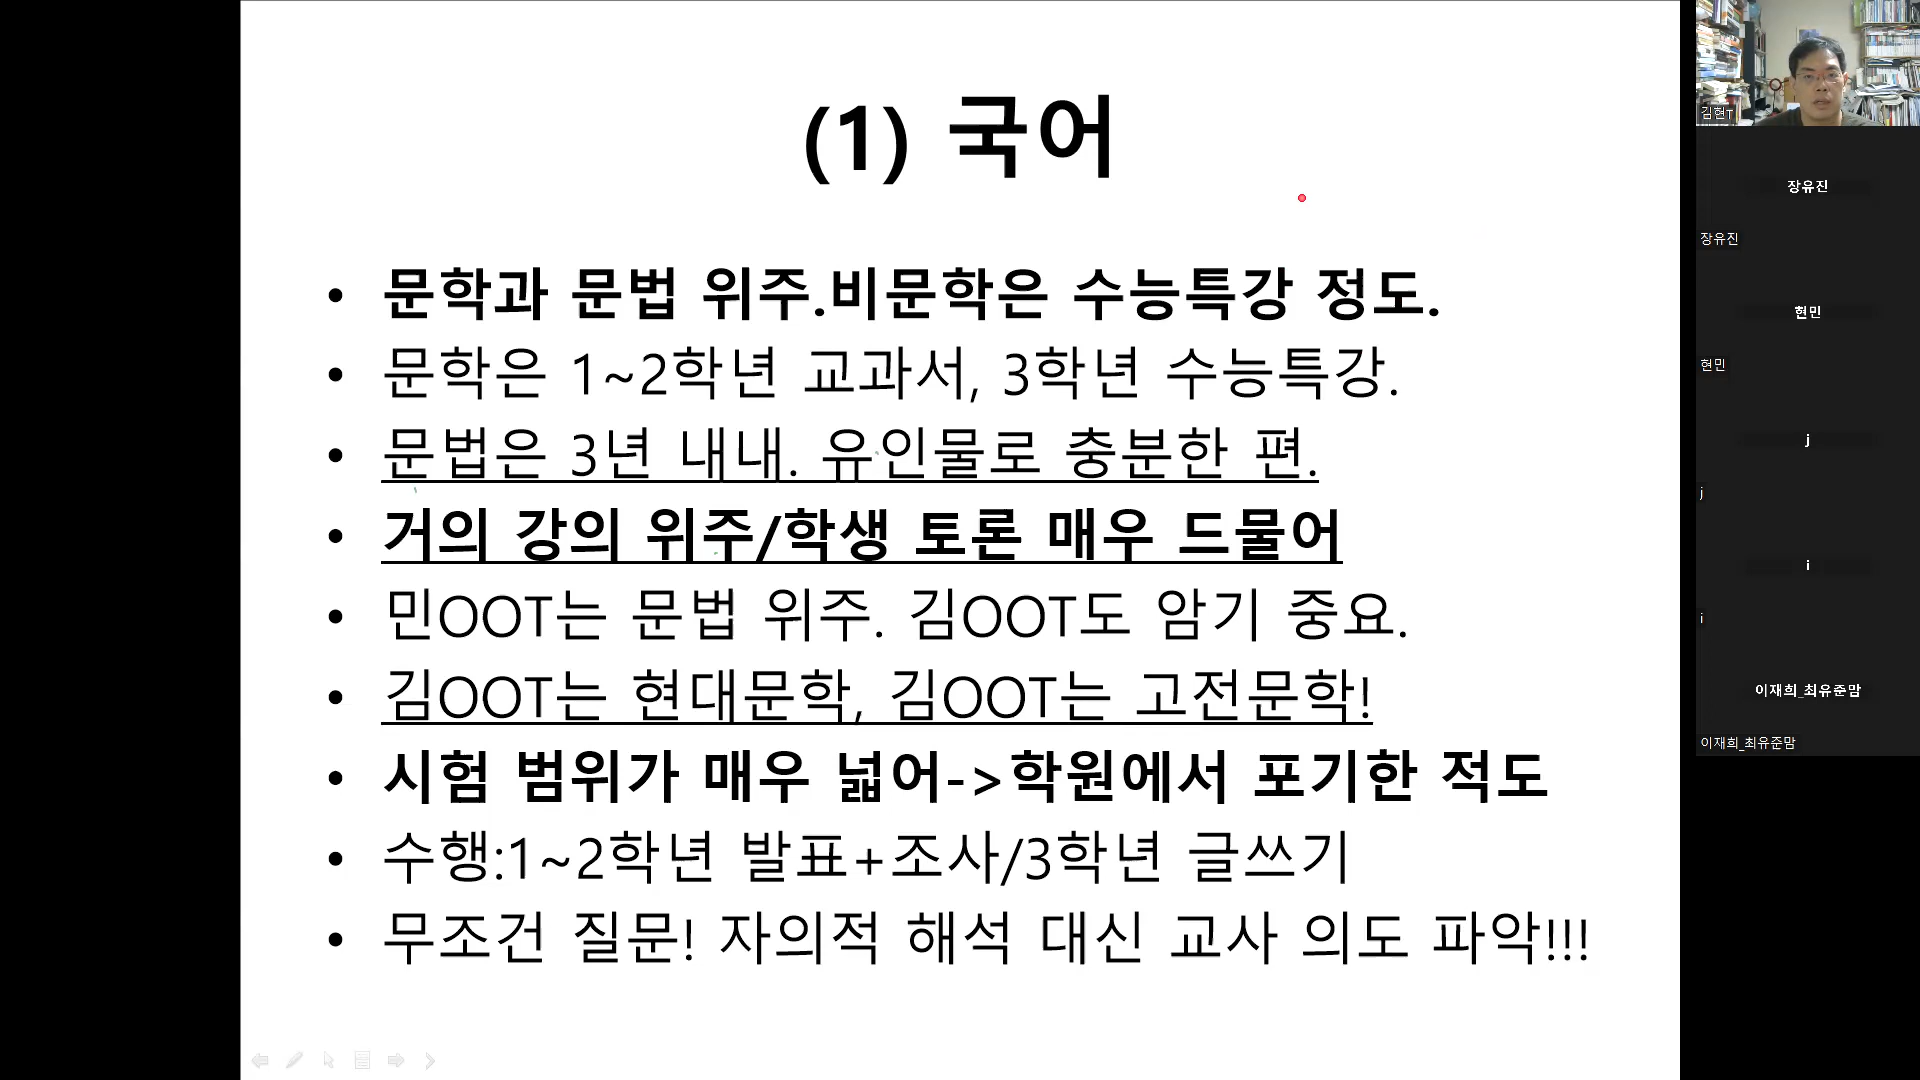 (1) 국어
• 문학과 문법 위주.비문학은 수능특강 정도.
• 문학은 1~2학년 교과서, 3학년 수능특강.
• 문법은 3년 내내. 유인물로 충분한 편.
• 거의 강의 위주/학생 토론 매우 드물어
• 민OOT는 문법 위주. 김OOT도 암기 중요.
• 김OOT는 현대문학, 김OOT는 고전문학!
• 시험 범위가 매우 넓어->학원에서 포기한 적도
• 수행:1~2학년 발표+조사/3학년 글쓰기
• 무조건 질문! 자의적 해석 대신 교사 의도 파악!!!
김현T
장유진
장유진
현민
현민
j
j
i
i
이재희_최유준맘
이재희_최유준맘